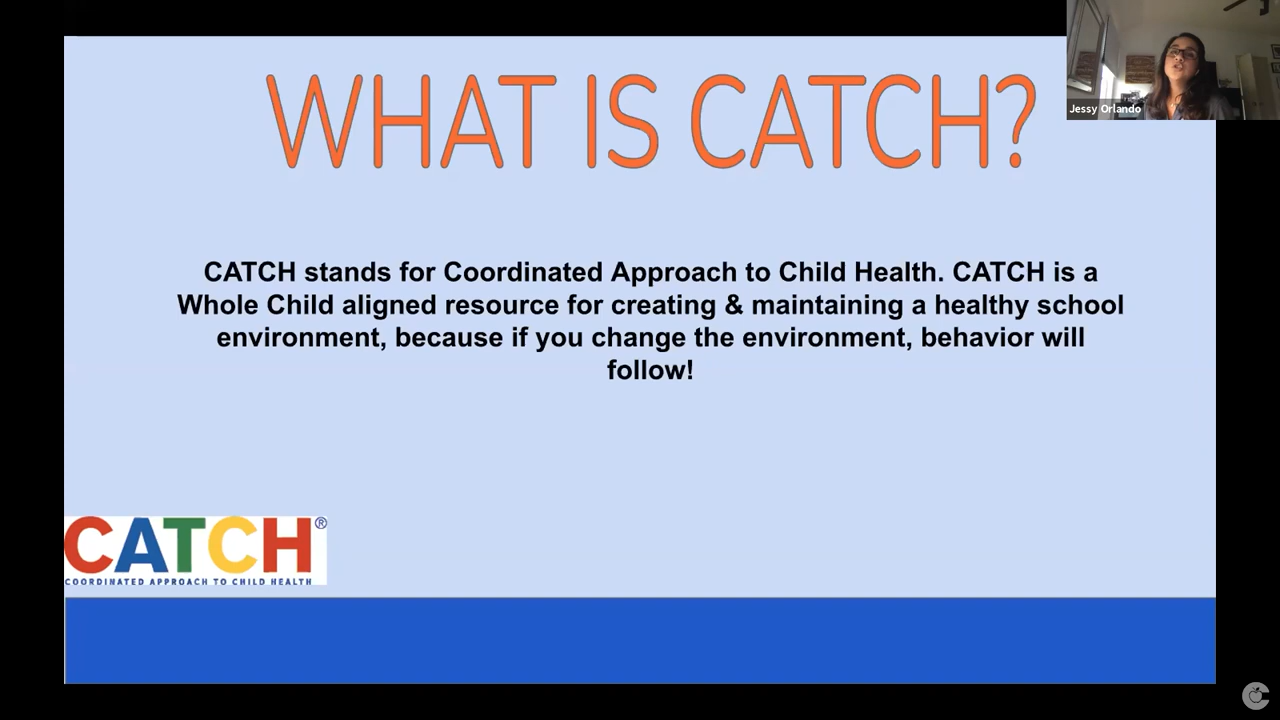 WHAT IS CATCH?
Jessy Orlando
CATCH stands for Coordinated Approach to Child Health. CATCH is a
Whole Child aligned resource for creating & maintaining a healthy school
environment, because if you change the environment, behavior will
follow!
CATCH®
COORDINATED APPROACH TO CHILD HEALTH